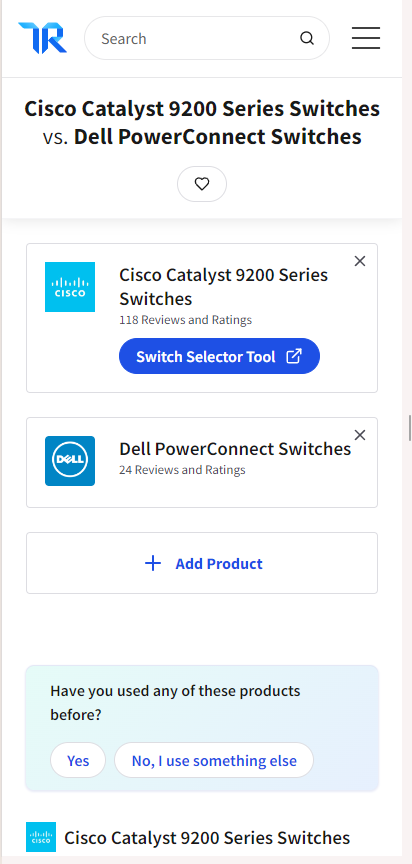 TR
Search
Cisco Catalyst 9200 Series Switches
vs. Dell PowerConnect Switches
CISCO
Cisco Catalyst 9200 Series
Switches
118 Reviews and Ratings
Switch Selector Tool
DELL
Dell PowerConnect Switches
24 Reviews and Ratings
Add Product
Have you used any of these products
before?
Yes
No, I use something else
CISCO
Cisco Catalyst 9200 Series Switches